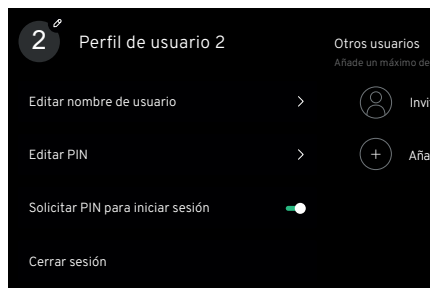 2
Perfil de usuario 2
Editar nombre de usuario
Editar PIN
Solicitar PIN para iniciar sesión
Cerrar sesión
Otros usuarios
Añade un máximo de